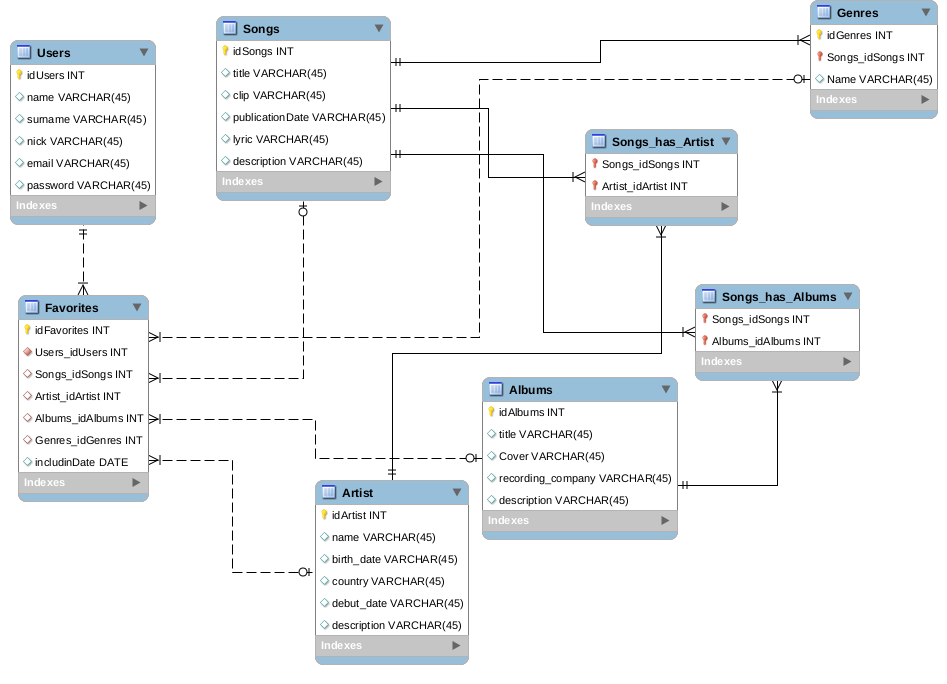 Users
idUsers INT
name VARCHAR(45)
surname VARCHAR(45)
nick VARCHAR(45)
email VARCHAR(45)
password VARCHAR(45)
Indexes
Songs
idSongs INT
title VARCHAR(45)
clip VARCHAR(45)
publicationDate VARCHAR(45)
lyric VARCHAR(45)
description VARCHAR(45)
Indexes
Genres
idGenres INT
Songs_idSongs INT
Name VARCHAR(45)
Indexes
Songs_has_Artist
Songs_idSongs INT
Artist_idArtist INT
Indexes
Favorites
idFavorites INT
Users_idUsers INT
Songs_idSongs INT
Artist_idArtist INT
Albums_idAlbums INT
Genres_idGenres INT
includinDate DATE
Indexes
Songs_has_Albums
Songs_idSongs INT
Albums_idAlbums INT
Indexes
Albums
idAlbums INT
title VARCHAR(45)
Cover VARCHAR(45)
recording_company VARCHAR(45)
description VARCHAR(45)
Indexes
Artist
idArtist INT
name VARCHAR(45)
birth_date VARCHAR(45)
country VARCHAR(45)
debut_date VARCHAR(45)
description VARCHAR(45)
Indexes